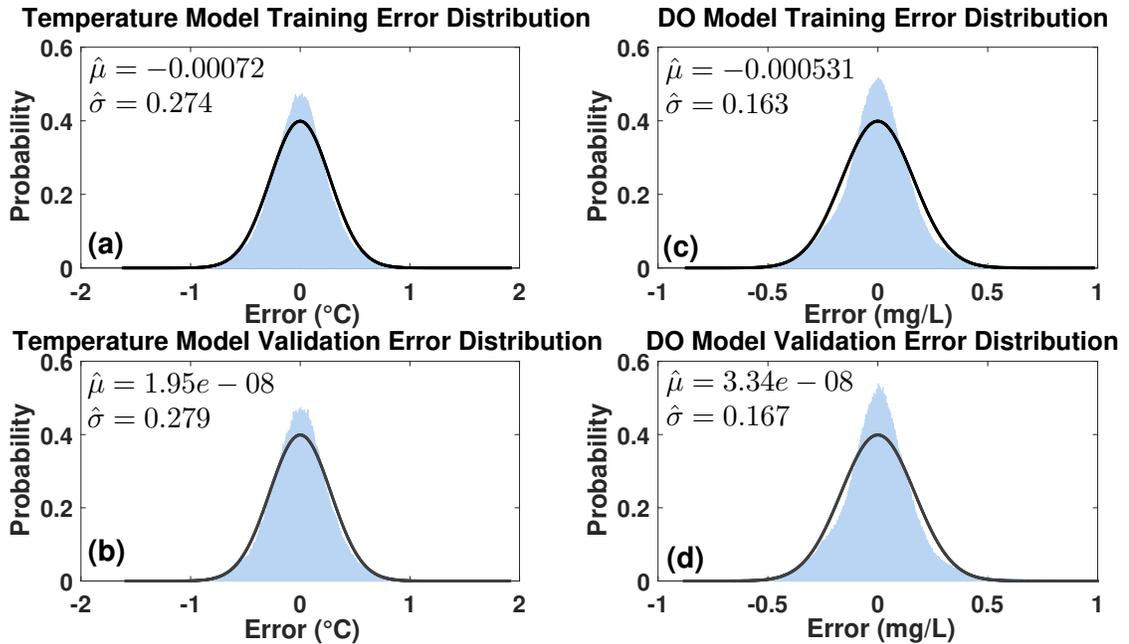 Temperature Model Training Error Distribution
0.6
0.4
0.2
0
Probability
μ̂ = −0.00072
σ̂ = 0.274
(a)
-2 -1 0 1 2
Error (°C)
DO Model Training Error Distribution
0.6
0.4
0.2
0
Probability
μ̂ = −0.000531
σ̂ = 0.163
(c)
-1 -0.5 0 0.5 1
Error (mg/L)
Temperature Model Validation Error Distribution
0.6
0.4
0.2
0
Probability
μ̂ = 1.95e − 08
σ̂ = 0.279
(b)
-2 -1 0 1 2
Error (°C)
DO Model Validation Error Distribution
0.6
0.4
0.2
0
Probability
μ̂ = 3.34e − 08
σ̂ = 0.167
(d)
-1 -0.5 0 0.5 1
Error (mg/L)